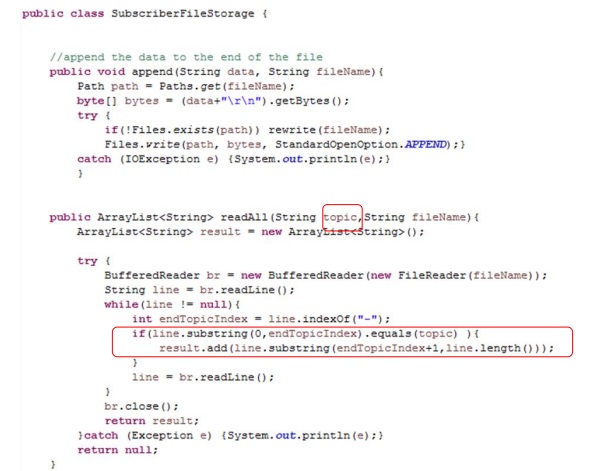 public class SubscriberFileStorage {
//append the data to the end of the file
public void append(String data, String fileName){
Path path = Paths.get(fileName);
byte[] bytes = (data+"\r\n").getBytes();
try {
if(!Files.exists(path)) rewrite(fileName);
Files.write(path, bytes, StandardOpenOption.APPEND);}
catch (IOException e) {System.out.println(e);}
}
public ArrayList<String> readAll(String topic,String fileName){
ArrayList<String> result = new ArrayList<String>();
try {
BufferedReader br = new BufferedReader(new FileReader(fileName));
String line = br.readLine();
while(line != null){
int endTopicIndex = line.indexOf("-");
if(line.substring(0,endTopicIndex).equals(topic) ){
result.add(line.substring(endTopicIndex+1,line.length()));
}
line = br.readLine();
}
br.close();
return result;
}catch (Exception e) {System.out.println(e);}
return null;
}